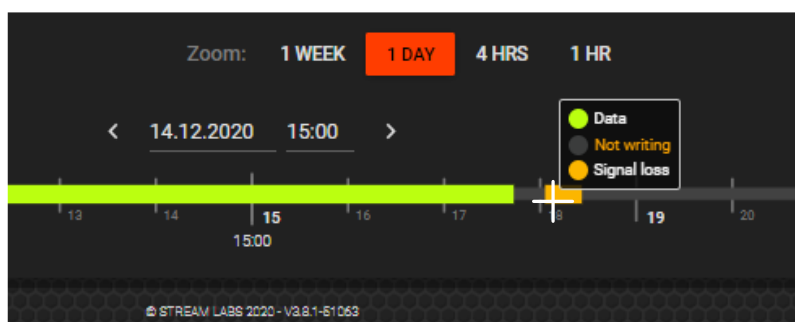 Zoom: 1 WEEK 1 DAY 4 HRS 1 HR
14.12.2020 15:00
Data
Not writing
Signal loss
13 14 15 16 17 18 19 20
15:00
© STREAM LABS 2020 - V3.8.1-51063